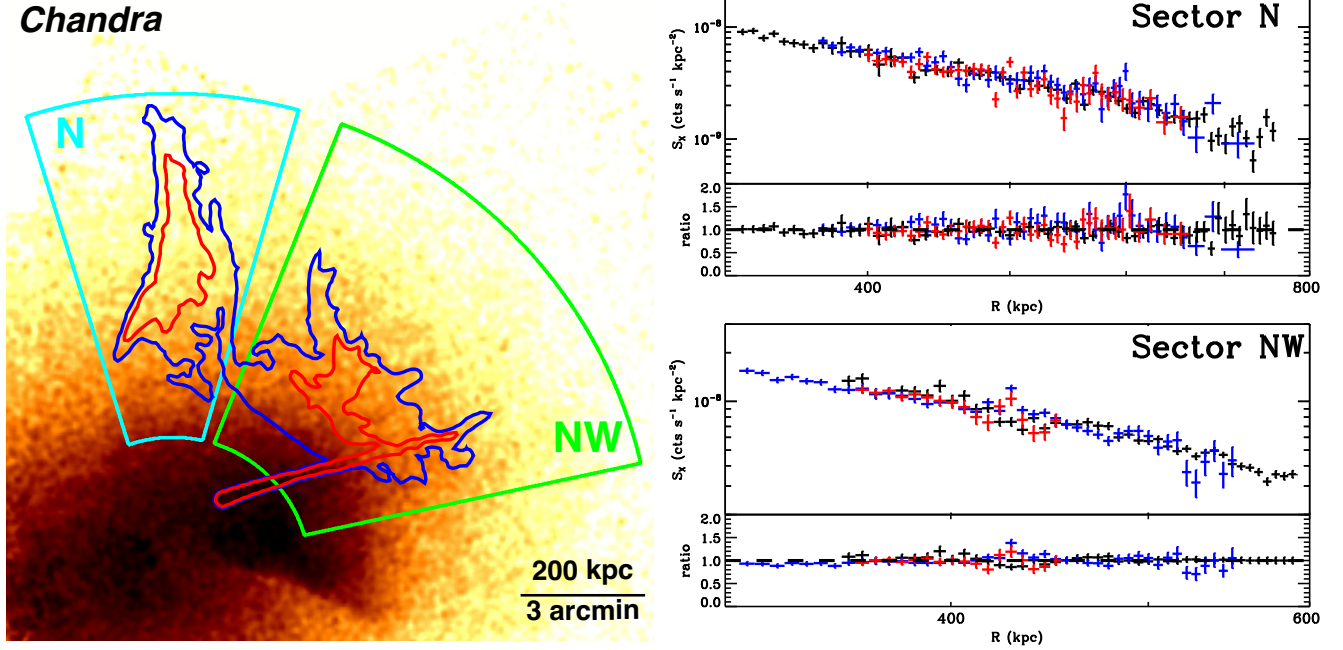 Chandra
N
NW
200 kpc
3 arcmin
Sector N
10⁻⁸
10⁻⁹
Sₓ (cts s⁻¹ kpc⁻²)
2.0
1.5
1.0
0.5
0.0
ratio
400
800
R (kpc)
Sector NW
10⁻⁸
Sₓ (cts s⁻¹ kpc⁻²)
2.0
1.5
1.0
0.5
0.0
ratio
400
600
R (kpc)